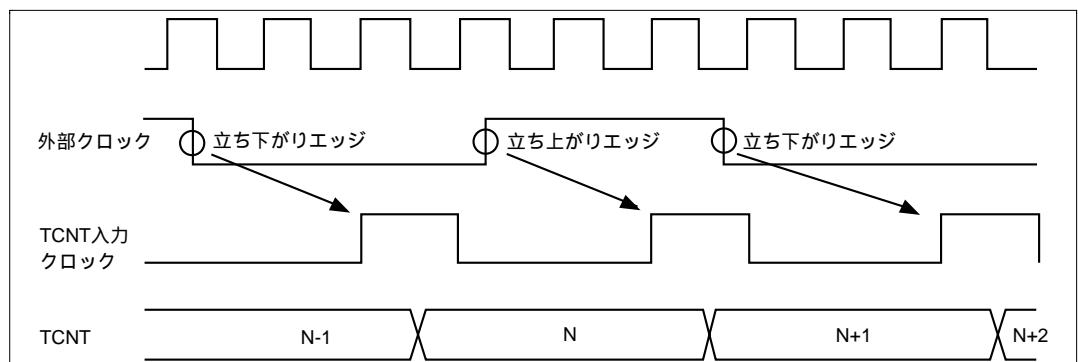 外部クロック
立ち下がりエッジ
立ち上がりエッジ
立ち下がりエッジ
TCNT入力
クロック
TCNT
N-1
N
N+1
N+2